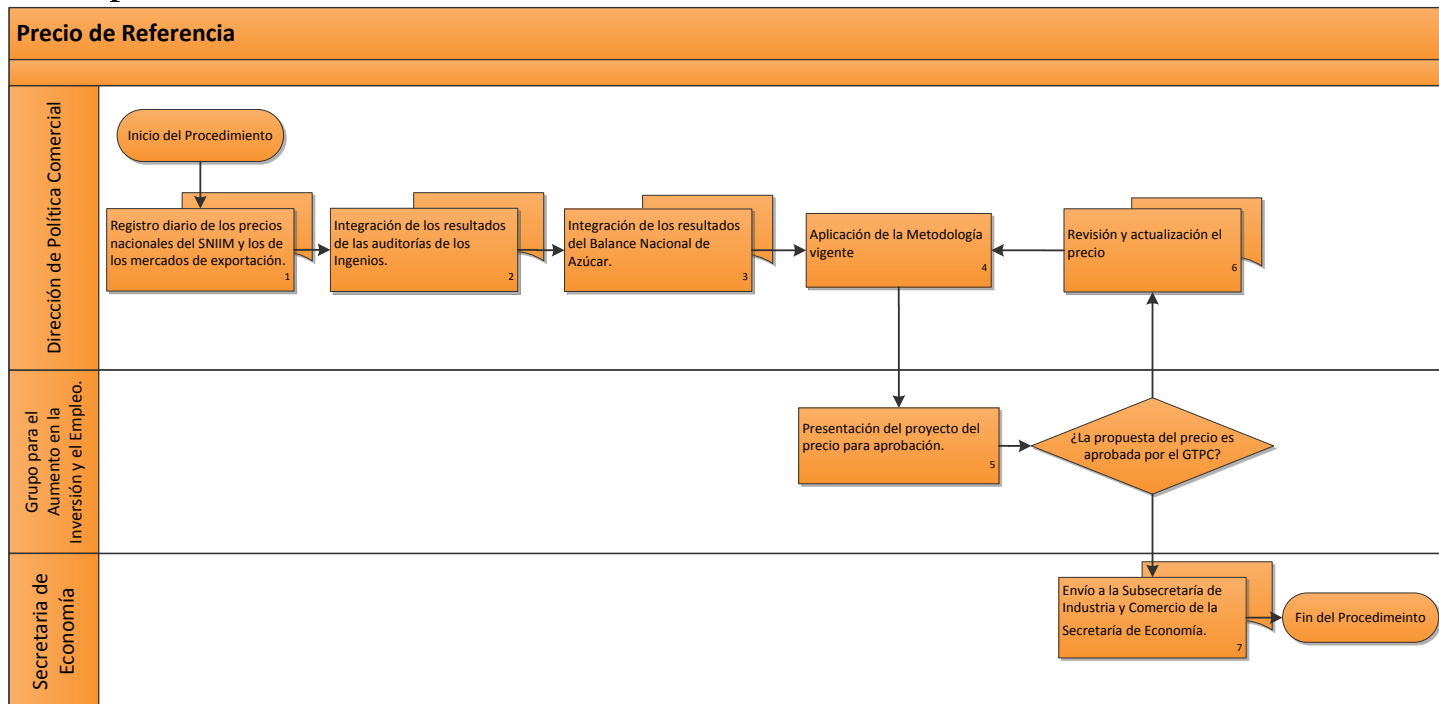 Precio de Referencia
Dirección de Política Comercial
Inicio del Procedimiento
Registro diario de los precios
nacionales del SNIIM y los de
los mercados de exportación.
1
Integración de los resultados
de las auditorías de los
Ingenios.
2
Integración de los resultados
del Balance Nacional de
Azúcar.
3
Aplicación de la Metodología
vigente
4
Revisión y actualización el
precio
6
Grupo para el
Aumento en la
Inversión y el Empleo.
Presentación del proyecto del
precio para aprobación.
5
¿La propuesta del precio es
aprobada por el GTPC?
Secretaria de
Economía
Envío a la Subsecretaría de
Industria y Comercio de la
Secretaría de Economía.
7
Fin del Procedimeinto